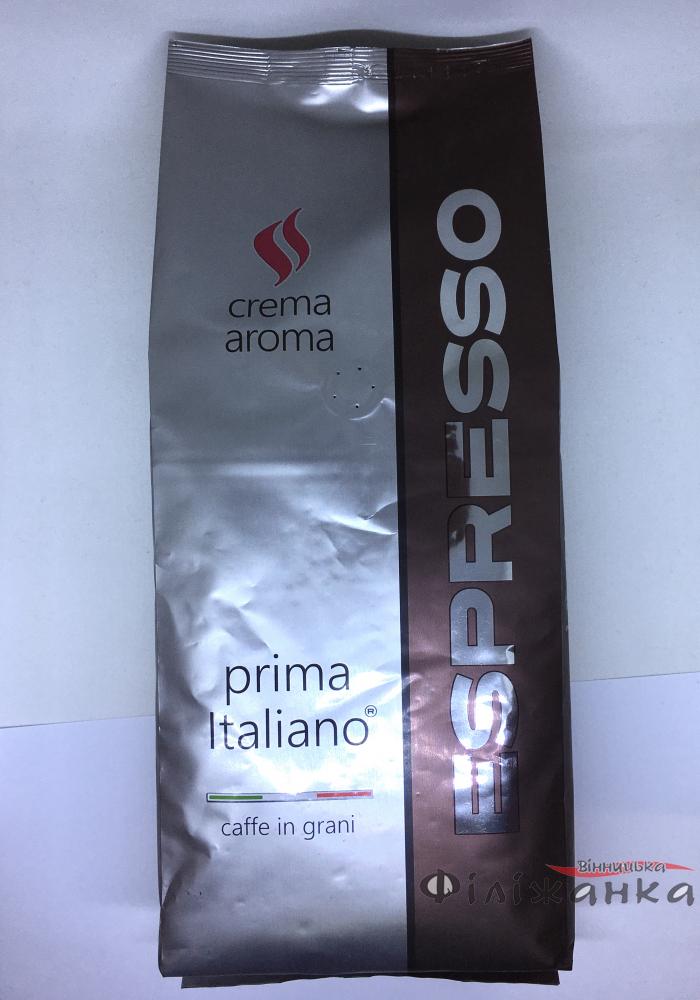 crema
aroma
ESPRESSO
prima
Italiano®
caffe in grani
Вінницька
Філіжанка